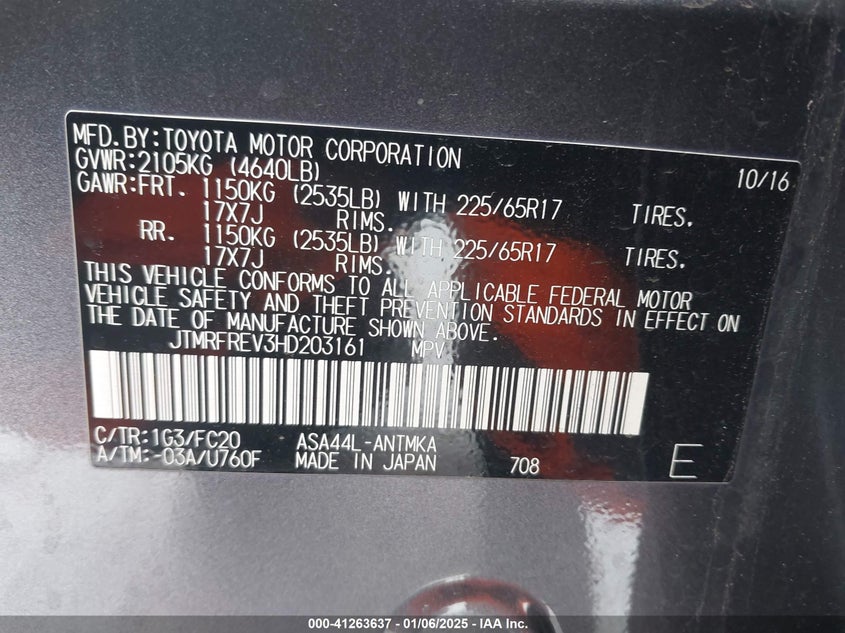 MFD.BY:TOYOTA MOTOR CORPORATION 10/16
GVWR:2105KG (4640LB)
GAWR:FRT. 1150KG (2535LB) WITH 225/65R17 TIRES.
17X7J RIMS.
RR. 1150KG (2535LB) WITH 225/65R17 TIRES.
17X7J RIMS.
THIS VEHICLE CONFORMS TO ALL APPLICABLE FEDERAL MOTOR
VEHICLE SAFETY AND THEFT PREVENTION STANDARDS IN EFFECT ON
THE DATE OF MANUFACTURE SHOWN ABOVE.
JTMRFREV3HD203161 MPV
C/TR:1G3/FC20 ASA44L-ANTMKA
A/TM:-03A/U760F MADE IN JAPAN 708 E
000-41263637 - 01/06/2025 - IAA Inc.